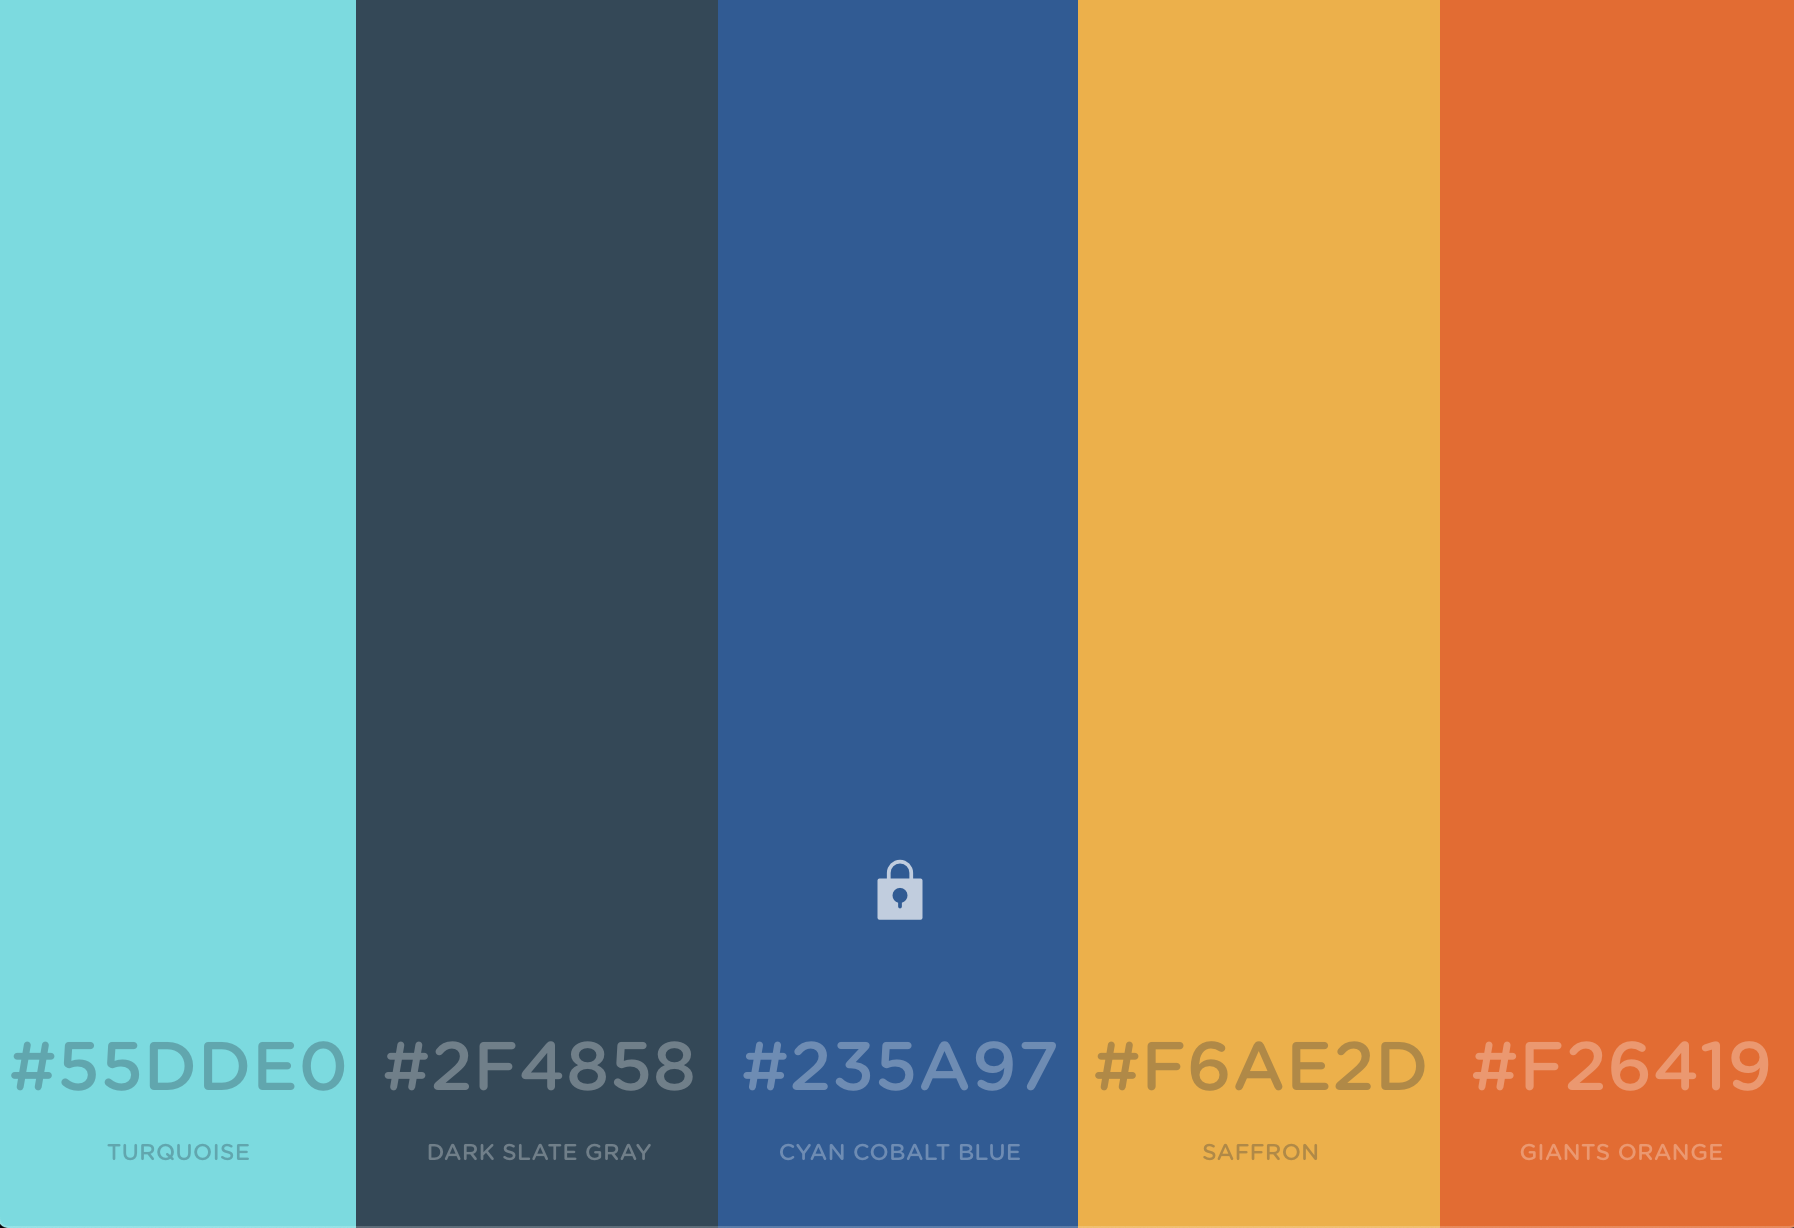 #55DDE0 #2F4858 #235A97 #F6AE2D #F26419
TURQUOISE DARK SLATE GRAY CYAN COBALT BLUE SAFFRON GIANTS ORANGE